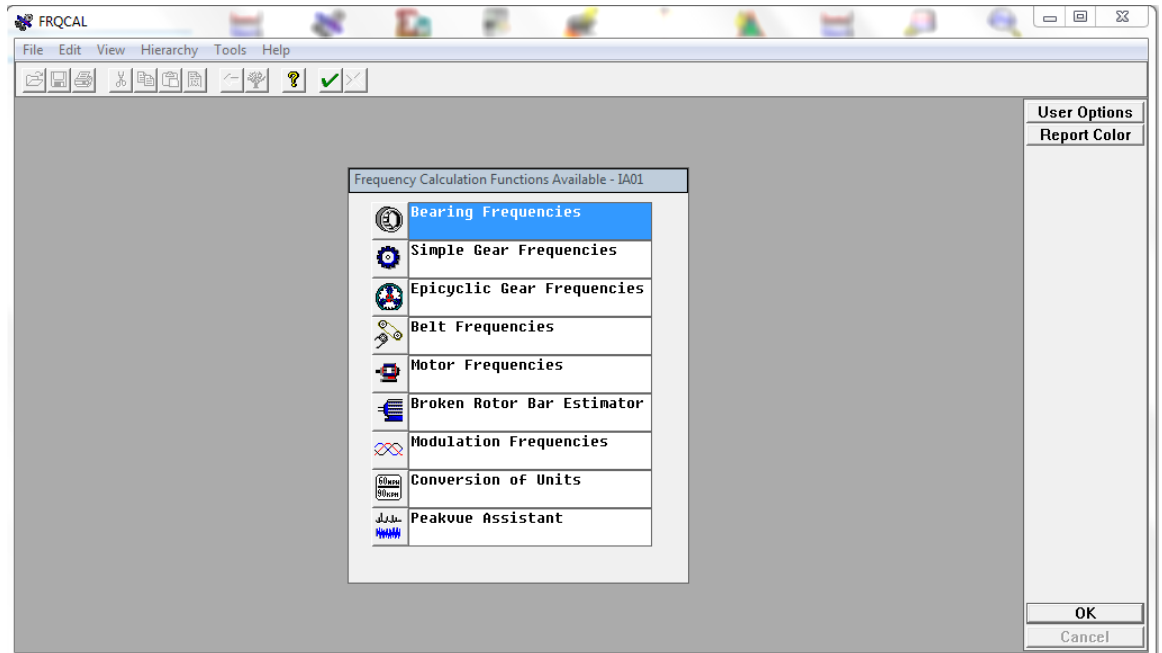 FRQCAL
File Edit View Hierarchy Tools Help
User Options
Report Color
Frequency Calculation Functions Available - IA01
Bearing Frequencies
Simple Gear Frequencies
Epicyclic Gear Frequencies
Belt Frequencies
Motor Frequencies
Broken Rotor Bar Estimator
Modulation Frequencies
60MPH
90KPH
Conversion of Units
Peakvue Assistant
OK
Cancel